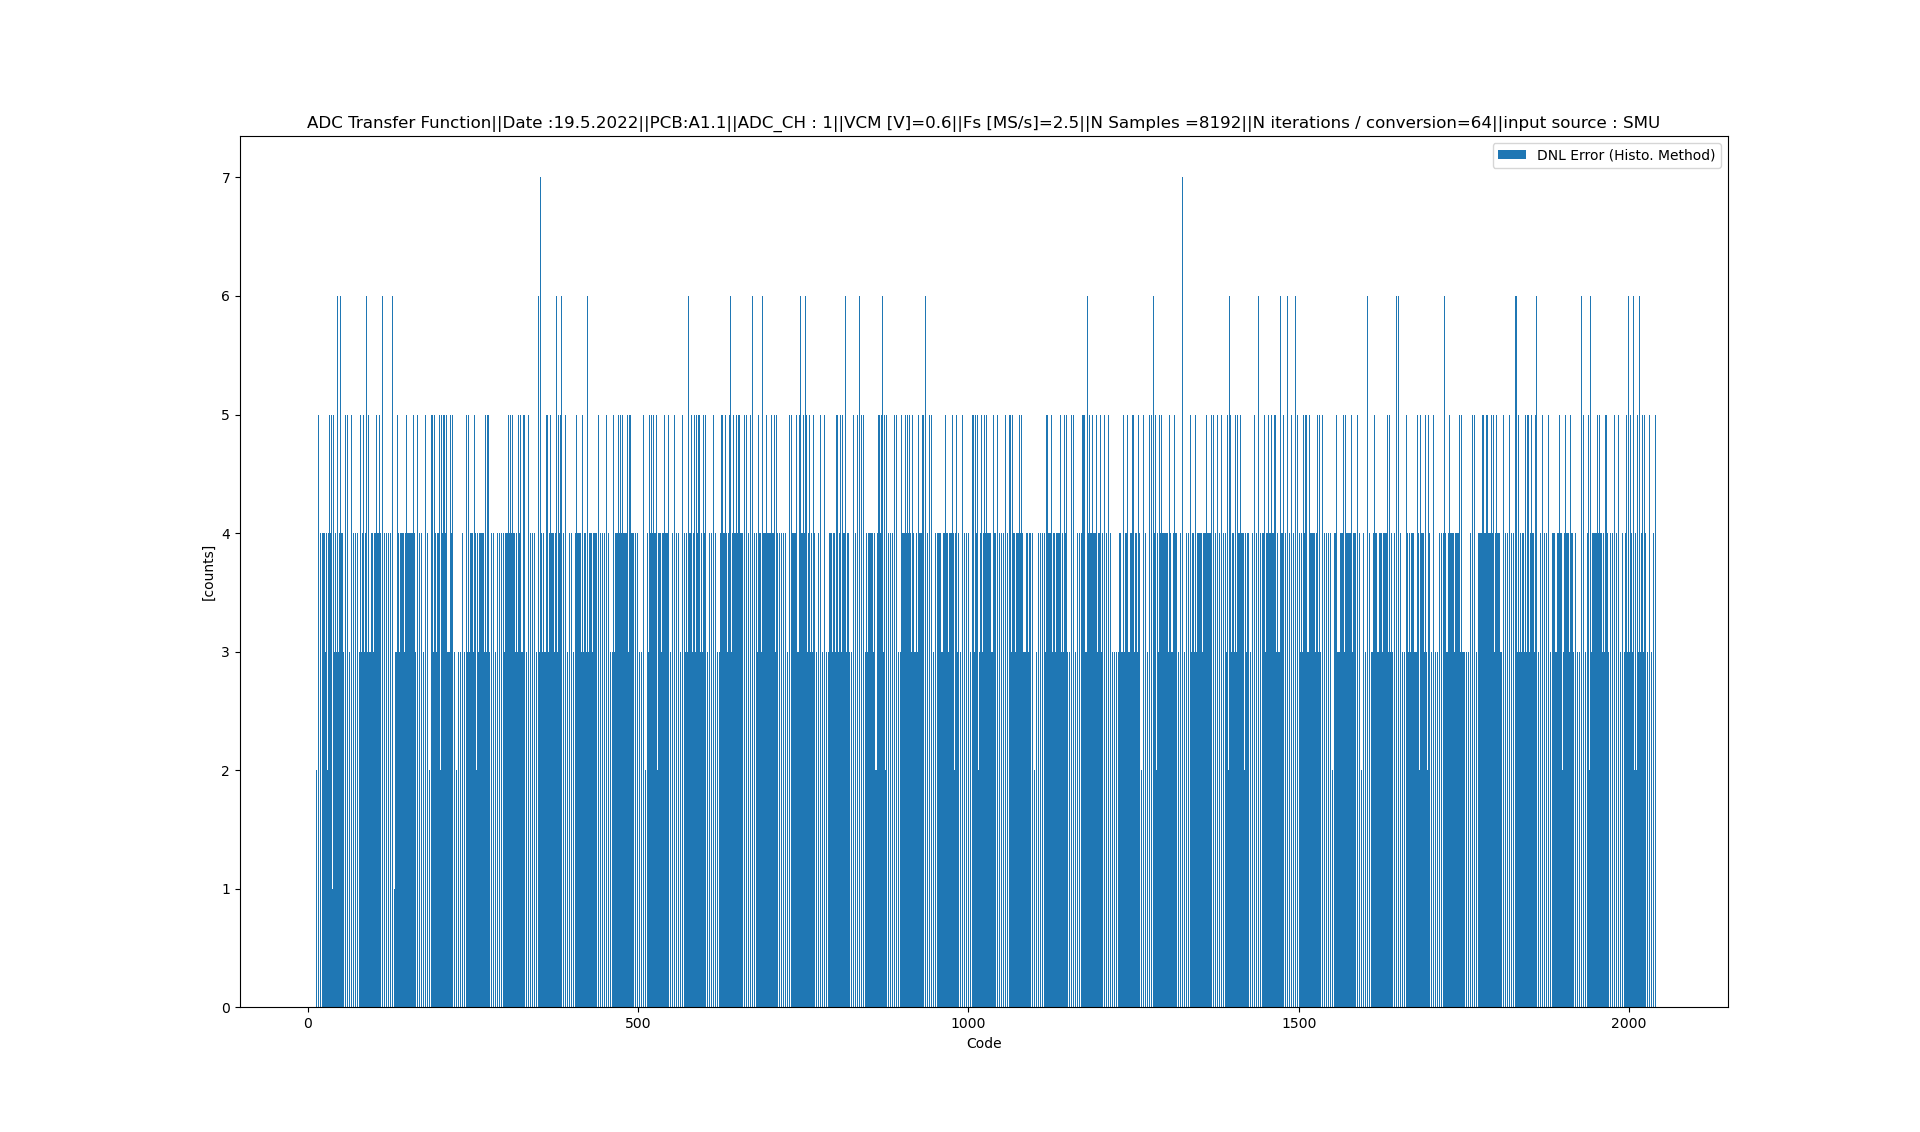 ADC Transfer Function||Date :19.5.2022||PCB:A1.1||ADC_CH : 1||VCM [V]=0.6||Fs [MS/s]=2.5||N Samples =8192||N iterations / conversion=64||input source : SMU
DNL Error (Histo. Method)
7
6
5
4
[counts]
3
2
1
0
0 500 1000 1500 2000
Code